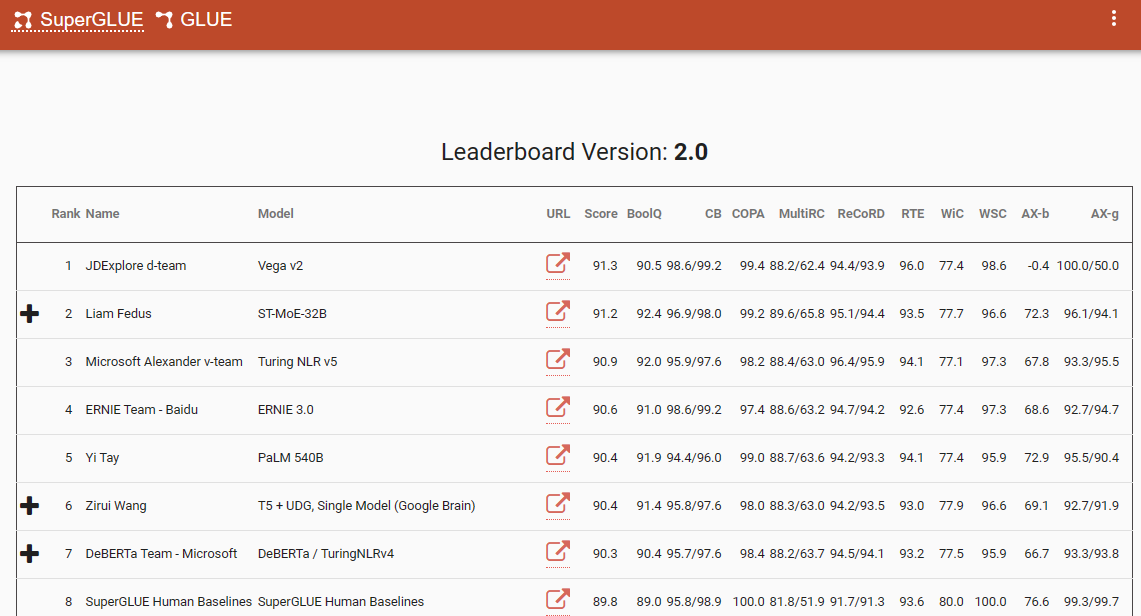 SuperGLUE GLUE
Leaderboard Version: 2.0
Rank Name Model URL Score BoolQ CB COPA MultiRC ReCoRD RTE WiC WSC AX-b AX-g
1 JDExplore d-team Vega v2 91.3 90.5 98.6/99.2 99.4 88.2/62.4 94.4/93.9 96.0 77.4 98.6 -0.4 100.0/50.0
2 Liam Fedus ST-MoE-32B 91.2 92.4 96.9/98.0 99.2 89.6/65.8 95.1/94.4 93.5 77.7 96.6 72.3 96.1/94.1
3 Microsoft Alexander v-team Turing NLR v5 90.9 92.0 95.9/97.6 98.2 88.4/63.0 96.4/95.9 94.1 77.1 97.3 67.8 93.3/95.5
4 ERNIE Team - Baidu ERNIE 3.0 90.6 91.0 98.6/99.2 97.4 88.6/63.2 94.7/94.2 92.6 77.4 97.3 68.6 92.7/94.7
5 Yi Tay PaLM 540B 90.4 91.9 94.4/96.0 99.0 88.7/63.6 94.2/93.3 94.1 77.4 95.9 72.9 95.5/90.4
6 Zirui Wang T5 + UDG, Single Model (Google Brain) 90.4 91.4 95.8/97.6 98.0 88.3/63.0 94.2/93.5 93.0 77.9 96.6 69.1 92.7/91.9
7 DeBERTa Team - Microsoft DeBERTa / TuringNLRv4 90.3 90.4 95.7/97.6 98.4 88.2/63.7 94.5/94.1 93.2 77.5 95.9 66.7 93.3/93.8
8 SuperGLUE Human Baselines SuperGLUE Human Baselines 89.8 89.0 95.8/98.9 100.0 81.8/51.9 91.7/91.3 93.6 80.0 100.0 76.6 99.3/99.7